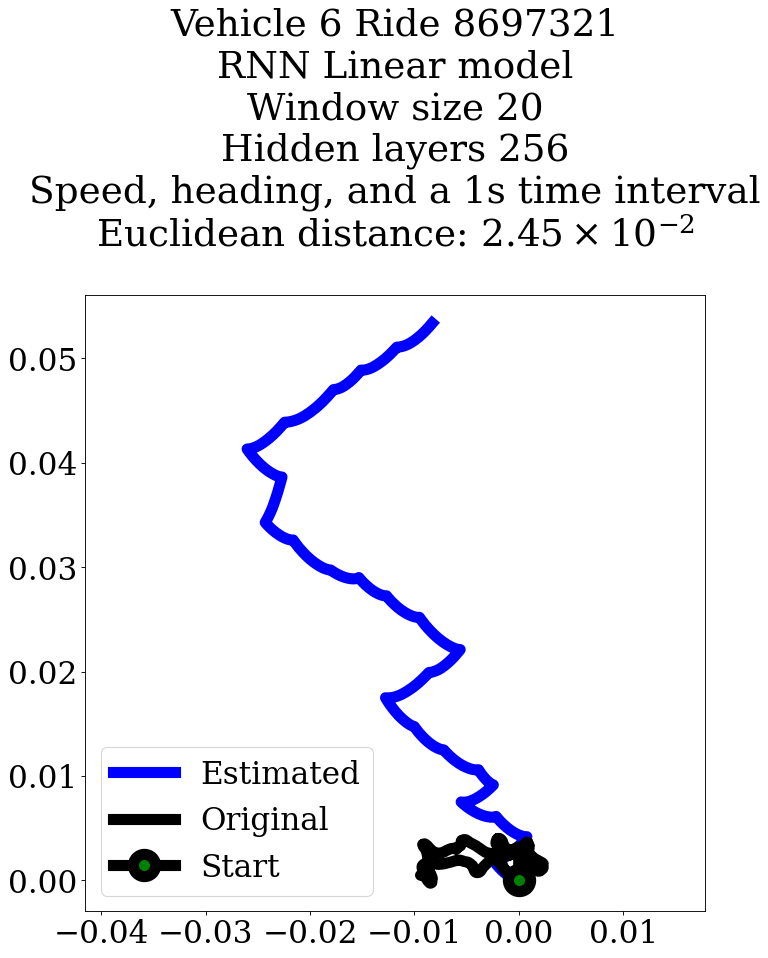 Vehicle 6 Ride 8697321
RNN Linear model
Window size 20
Hidden layers 256
Speed, heading, and a 1s time interval
Euclidean distance: 2.45 × 10⁻²
0.05
0.04
0.03
0.02
0.01
0.00
Estimated
Original
Start
−0.04 −0.03 −0.02 −0.01 0.00 0.01